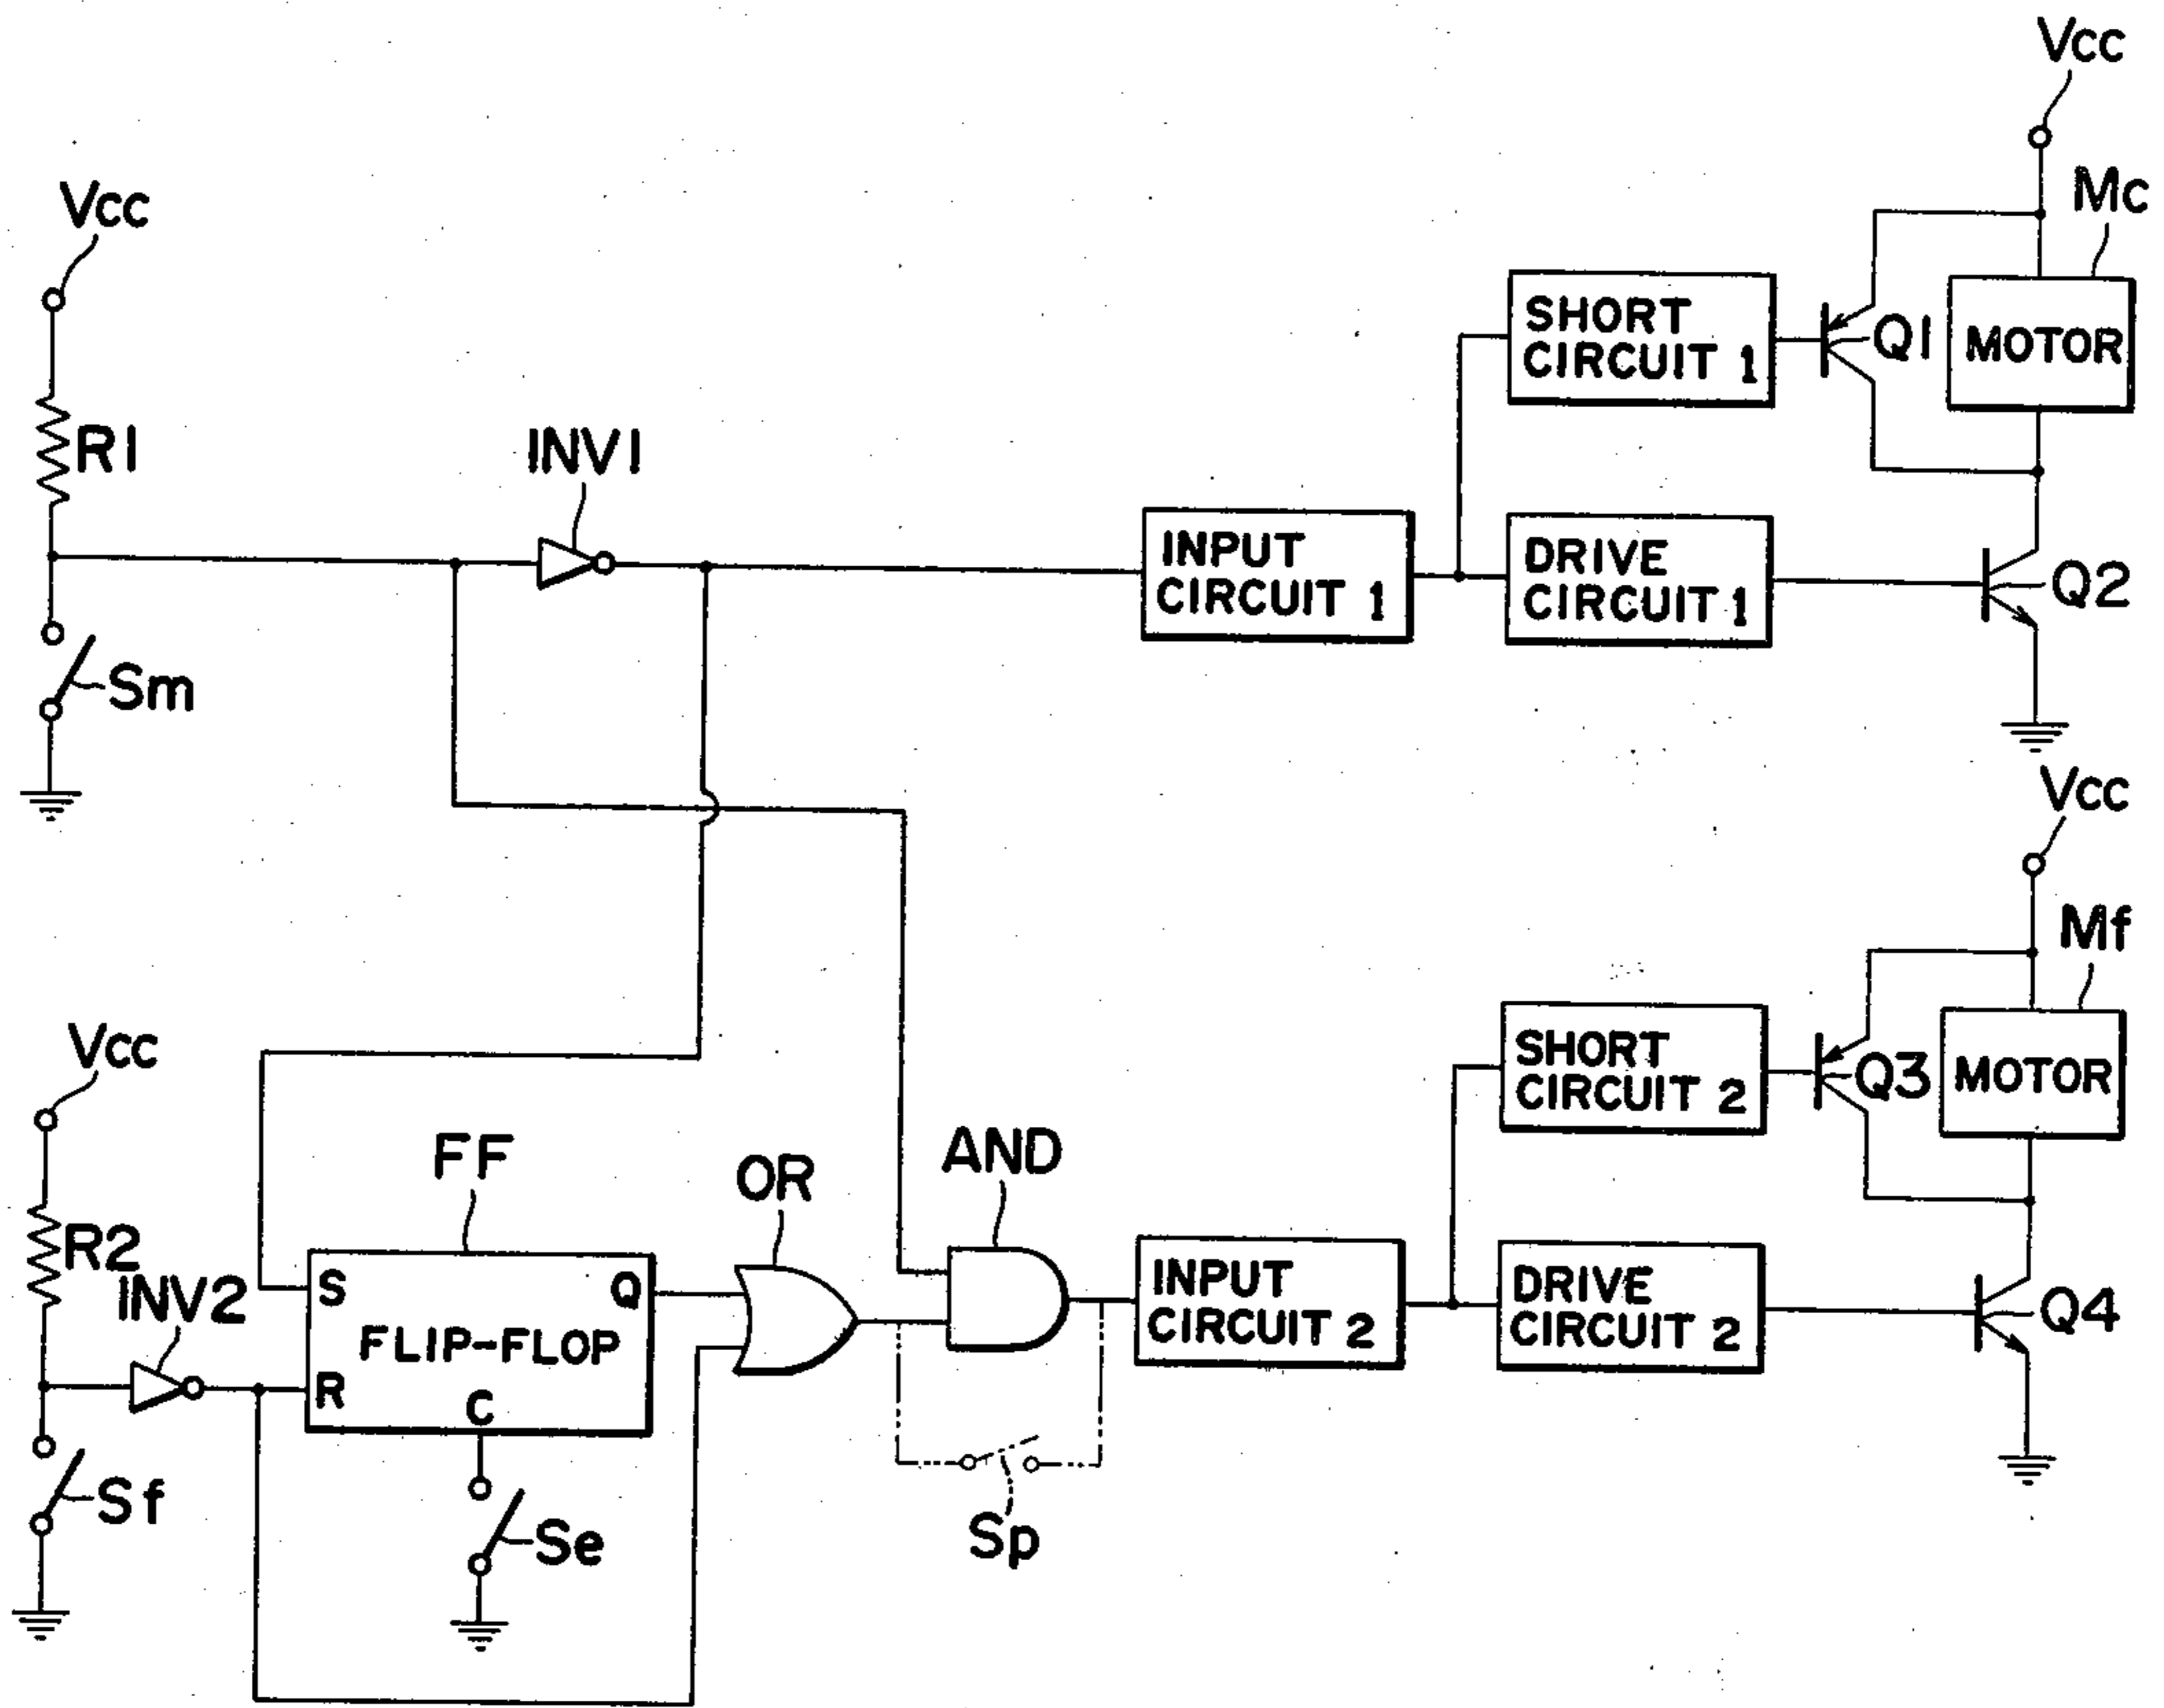 Vcc
Mc
Vcc
SHORT
CIRCUIT 1
Q1
MOTOR
R1
INV1
INPUT
CIRCUIT 1
DRIVE
CIRCUIT 1
Q2
Sm
Vcc
Mf
Vcc
SHORT
CIRCUIT 2
Q3
MOTOR
FF
OR
AND
R2
INV2
S
Q
FLIP-FLOP
R
C
INPUT
CIRCUIT 2
DRIVE
CIRCUIT 2
Q4
Sf
Se
Sp